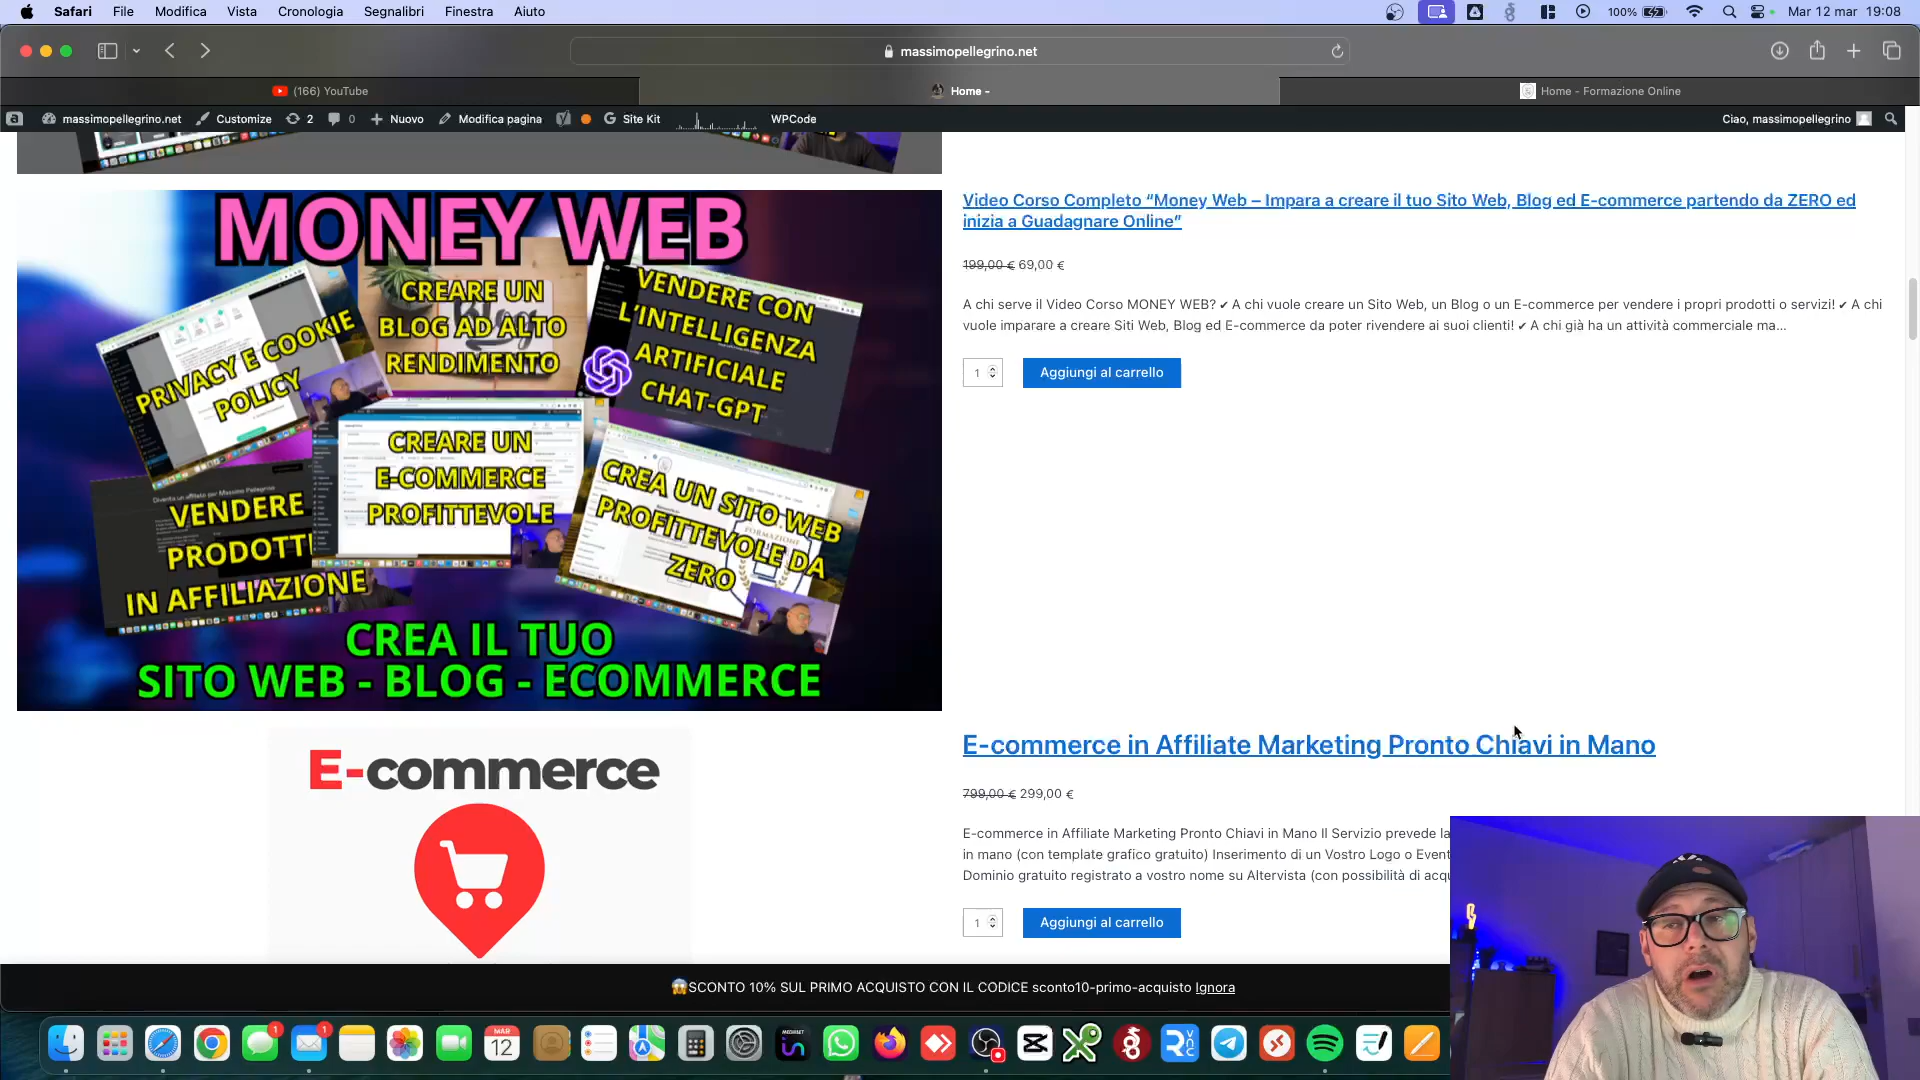 Safari File Modifica Vista Cronologia Segnalibri Finestra Aiuto 100% Mar 12 mar 19:08
massimopellegrino.net
(166) YouTube
Home -
Home - Formazione Online
massimopellegrino.net Customize 2 0 Nuovo Modifica pagina Site Kit WPCode Ciao, massimopellegrino
MONEY WEB
PRIVACY E COOKIE
POLICY
CREARE UN
BLOG AD ALTO
RENDIMENTO
VENDERE CON
L'INTELLIGENZA
ARTIFICIALE
CHAT-GPT
VENDERE
PRODOTTI
IN AFFILIAZIONE
CREARE UN
E-COMMERCE
PROFITTEVOLE
CREA UN SITO WEB
PROFITTEVOLE DA
ZERO
CREA IL TUO
SITO WEB - BLOG - ECOMMERCE
Video Corso Completo “Money Web – Impara a creare il tuo Sito Web, Blog ed E-commerce partendo da ZERO ed
inizia a Guadagnare Online”
199,00 € 69,00 €
A chi serve il Video Corso MONEY WEB? ✔ A chi vuole creare un Sito Web, un Blog o un E-commerce per vendere i propri prodotti o servizi! ✔ A chi
vuole imparare a creare Siti Web, Blog ed E-commerce da poter rivendere ai suoi clienti! ✔ A chi già ha un attività commerciale ma...
1 Aggiungi al carrello
E-commerce
E-commerce in Affiliate Marketing Pronto Chiavi in Mano
799,00 € 299,00 €
E-commerce in Affiliate Marketing Pronto Chiavi in Mano Il Servizio prevede la
in mano (con template grafico gratuito) Inserimento di un Vostro Logo o Event
Dominio gratuito registrato a vostro nome su Altervista (con possibilità di acqu
1 Aggiungi al carrello
😱SCONTO 10% SUL PRIMO ACQUISTO CON IL CODICE sconto10-primo-acquisto Ignora
1 1 MAR 12